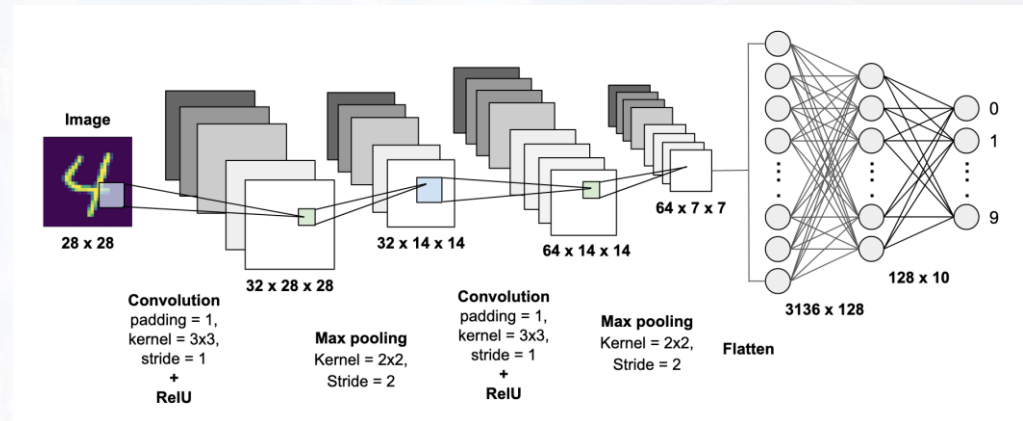 Image
28 x 28
32 x 28 x 28
Convolution
padding = 1,
kernel = 3x3,
stride = 1
+
RelU
32 x 14 x 14
Max pooling
Kernel = 2x2,
Stride = 2
64 x 14 x 14
Convolution
padding = 1,
kernel = 3x3,
stride = 1
+
RelU
64 x 7 x 7
Max pooling
Kernel = 2x2,
Stride = 2
Flatten
3136 x 128
128 x 10
0
1
9